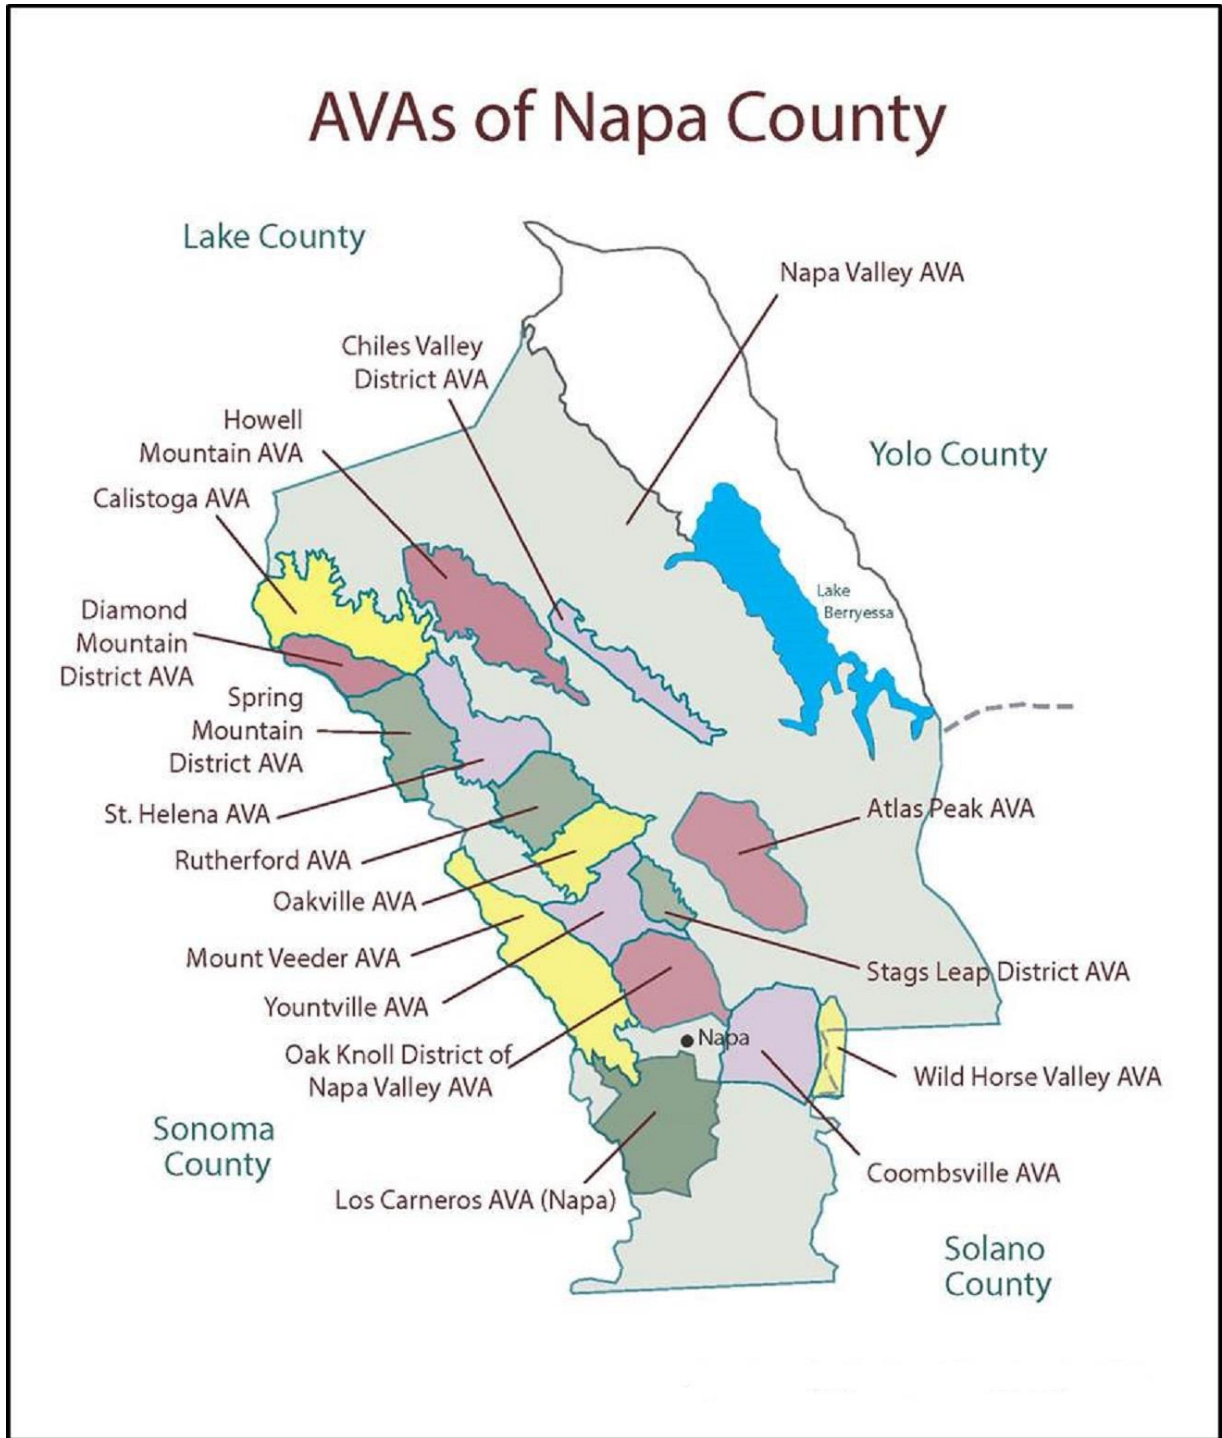 AVAs of Napa County
Lake County
Napa Valley AVA
Chiles Valley
District AVA
Howell
Mountain AVA
Yolo County
Calistoga AVA
Lake
Berryessa
Diamond
Mountain
District AVA
Spring
Mountain
District AVA
St. Helena AVA
Atlas Peak AVA
Rutherford AVA
Oakville AVA
Mount Veeder AVA
Stags Leap District AVA
Yountville AVA
Napa
Oak Knoll District of
Napa Valley AVA
Wild Horse Valley AVA
Sonoma
County
Coombsville AVA
Los Carneros AVA (Napa)
Solano
County